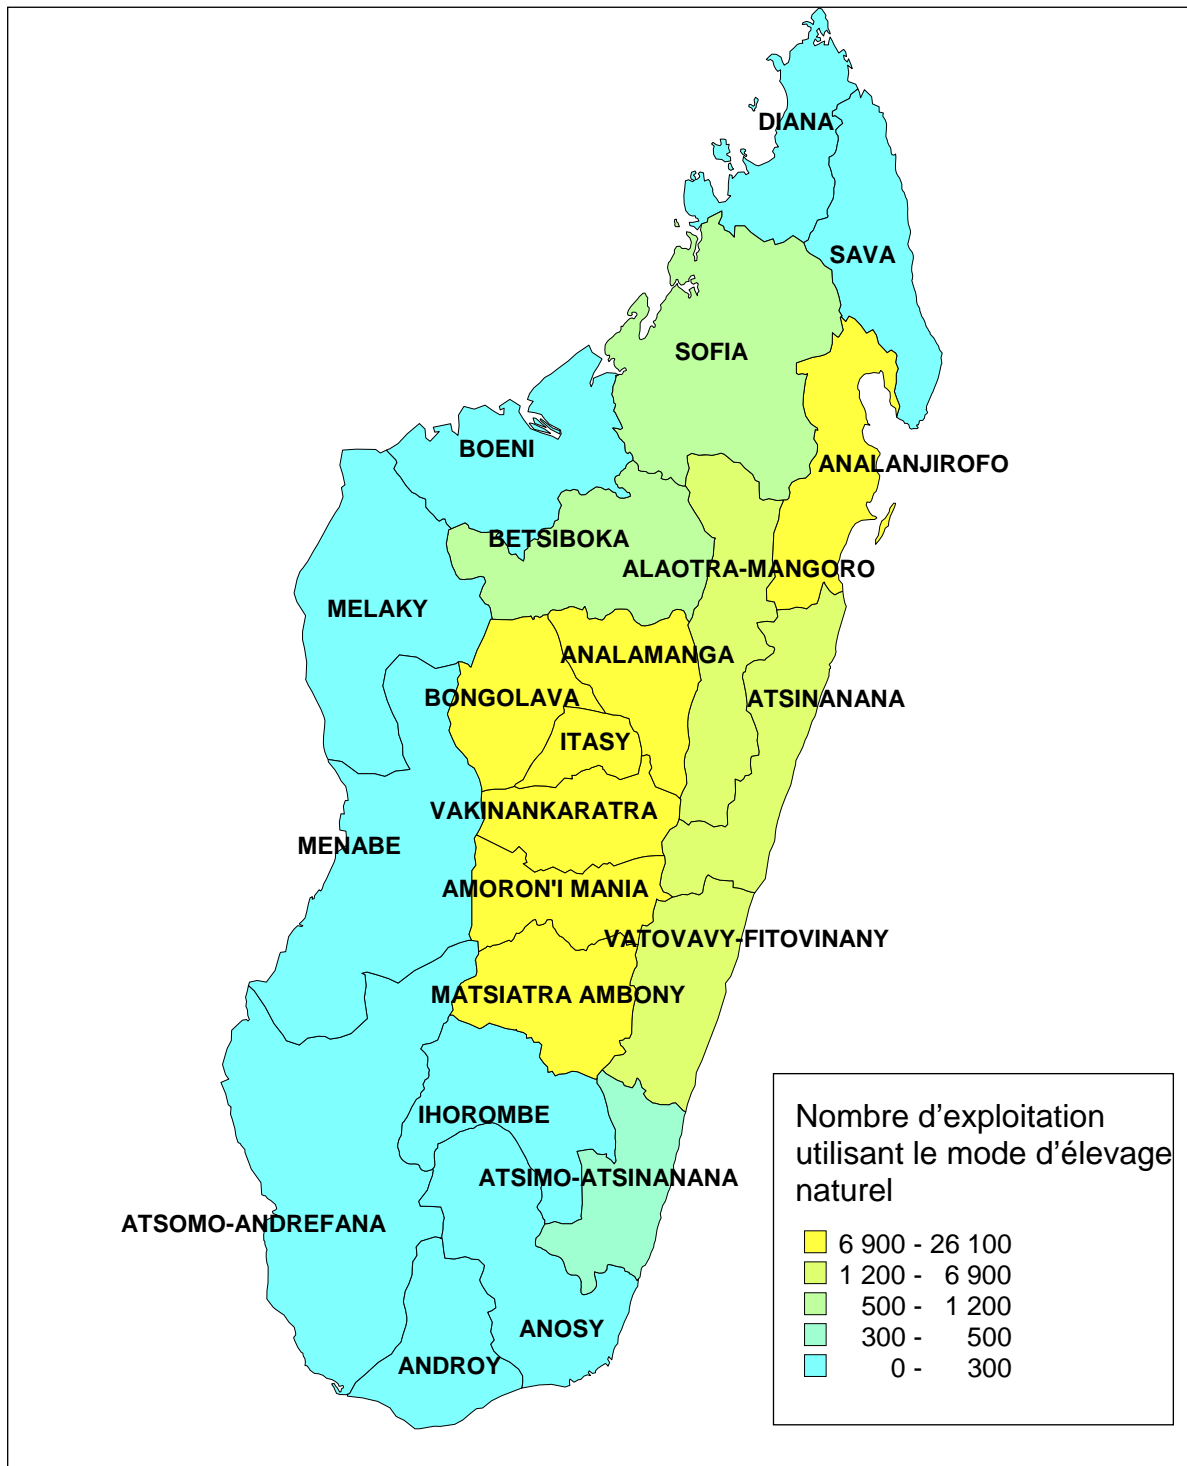 DIANA
SAVA
SOFIA
BOENI
ANALANJIROFO
BETSIBOKA
ALAOTRA-MANGORO
MELAKY
ANALAMANGA
BONGOLAVA
ATSINANANA
ITASY
VAKINANKARATRA
MENABE
AMORON'I MANIA
VATOVAVY-FITOVINANY
MATSIATRA AMBONY
IHOROMBE
ATSIMO-ATSINANANA
ATSOMO-ANDREFANA
ANOSY
ANDROY
Nombre d’exploitation
utilisant le mode d’élevage
naturel
6 900 - 26 100
1 200 - 6 900
500 - 1 200
300 - 500
0 - 300